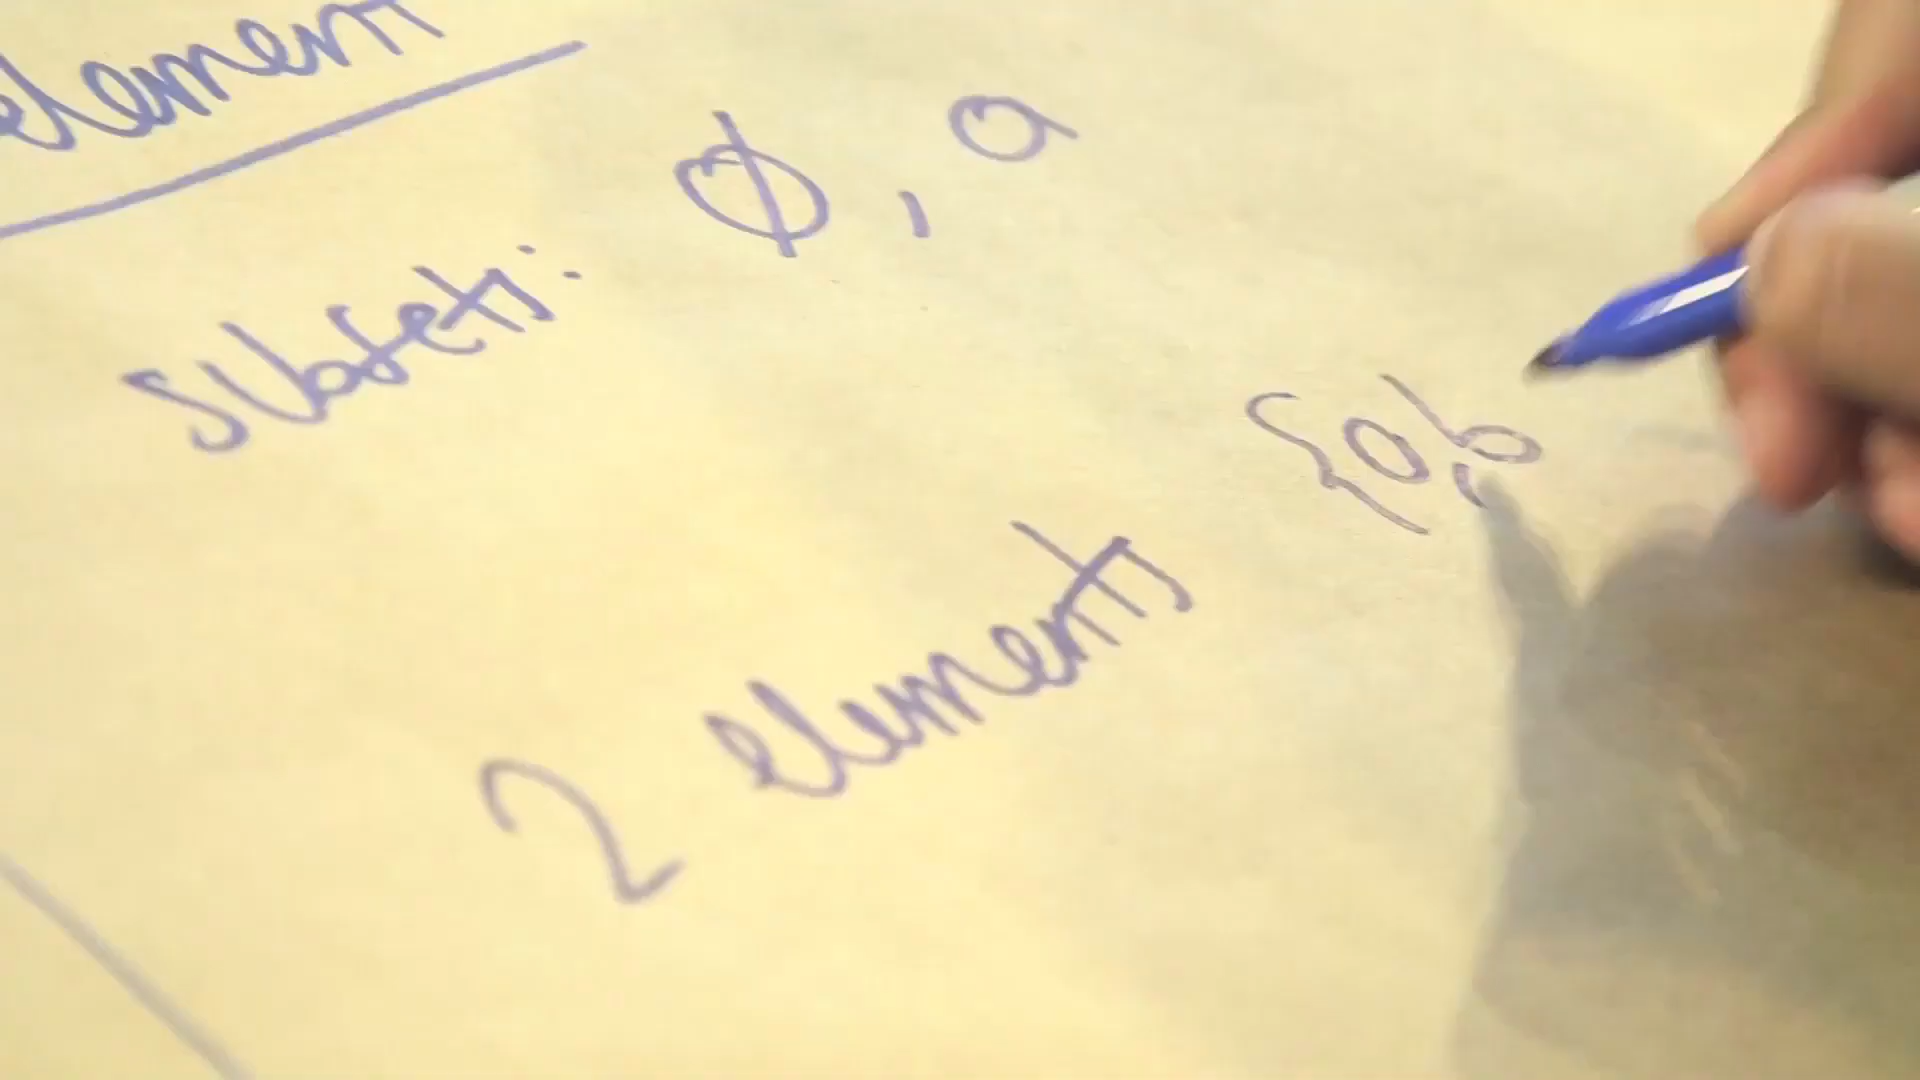 element
subsets: ∅, a
2 elements {a, b